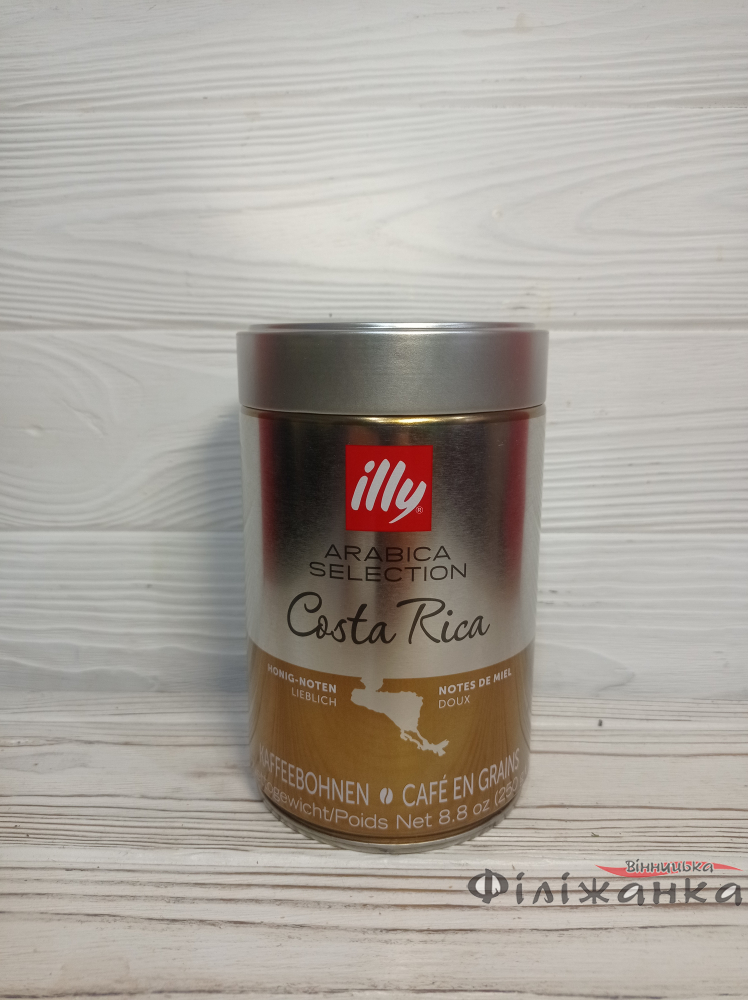 illy®
ARABICA
SELECTION
Costa Rica
HONIG-NOTEN
LIEBLICH
NOTES DE MIEL
DOUX
KAFFEEBOHNEN CAFÉ EN GRAINS
Poids Net 8.8 oz
Вінницька
Філіжанка